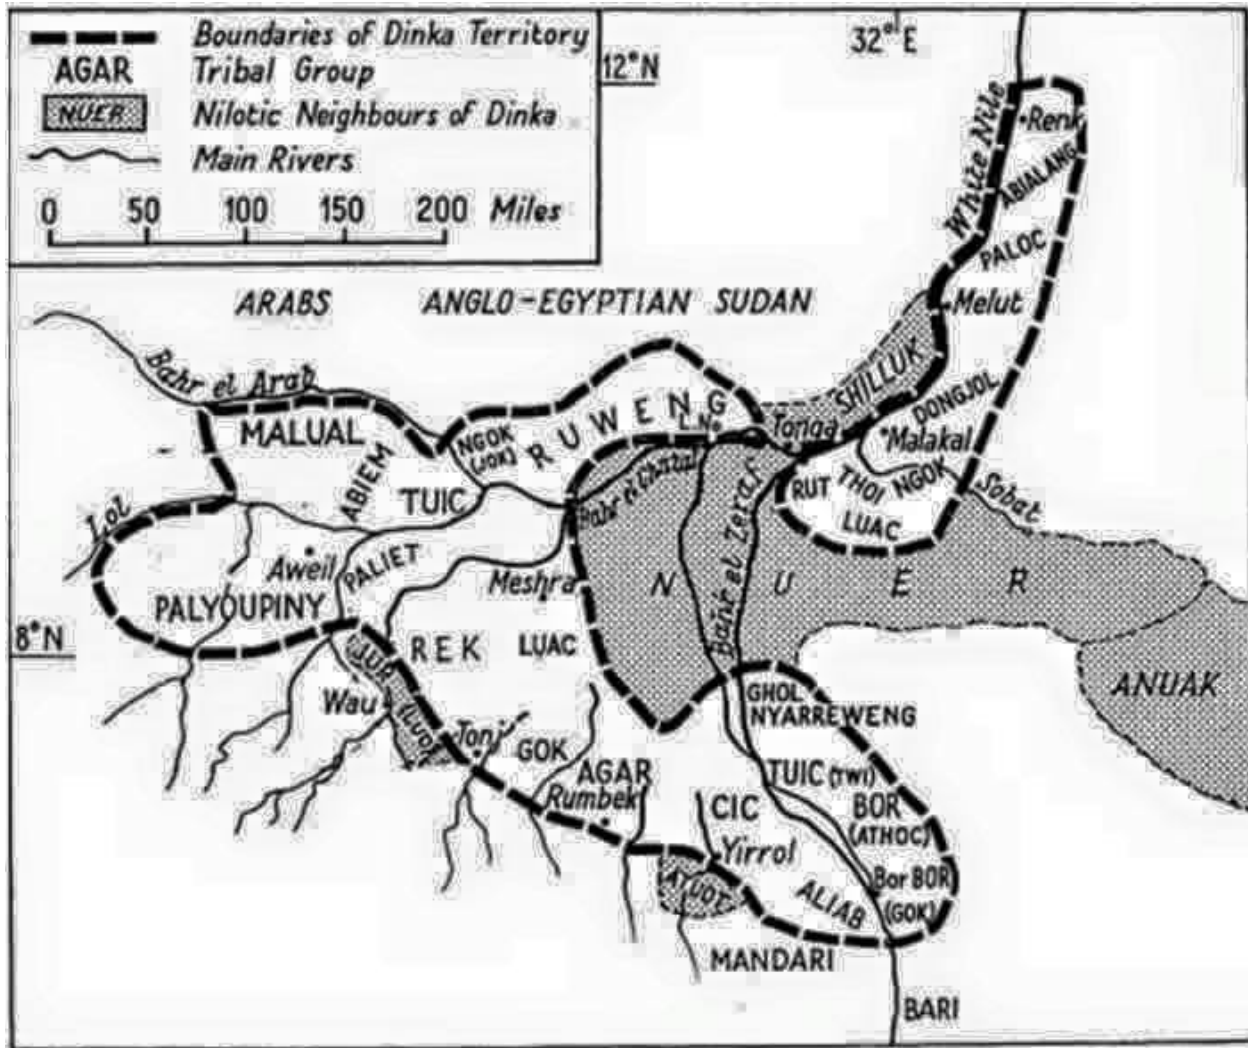 Boundaries of Dinka Territory
AGAR Tribal Group
NUER Nilotic Neighbours of Dinka
Main Rivers
0 50 100 150 200 Miles
12°N
32°E
White Nile
Renk
ABIALANG
PALOC
Melut
ARABS
ANGLO-EGYPTIAN SUDAN
SHILLUK
Bahr el Arab
MALUAL
NGOK
(JOK)
RUWENG
L.No
Tonga
DONGJOL
Malakal
ABIEM
TUIC
Bahr el Ghazal
Bahr el Zeraf
RUT
THOI
NGOK
Sobat
LUAC
Lol
Aweil
PALIET
Meshra
NUER
PALYOUPINY
8°N
JUR
(LUO)
REK
LUAC
ANUAK
Wau
Tonj
GOK
GHOL
NYARREWENG
AGAR
Rumbek
TUIC (TWI)
CIC
BOR
(ATHOC)
Yirrol
ATUOT
ALIAB
Bor BOR
(GOK)
MANDARI
BARI